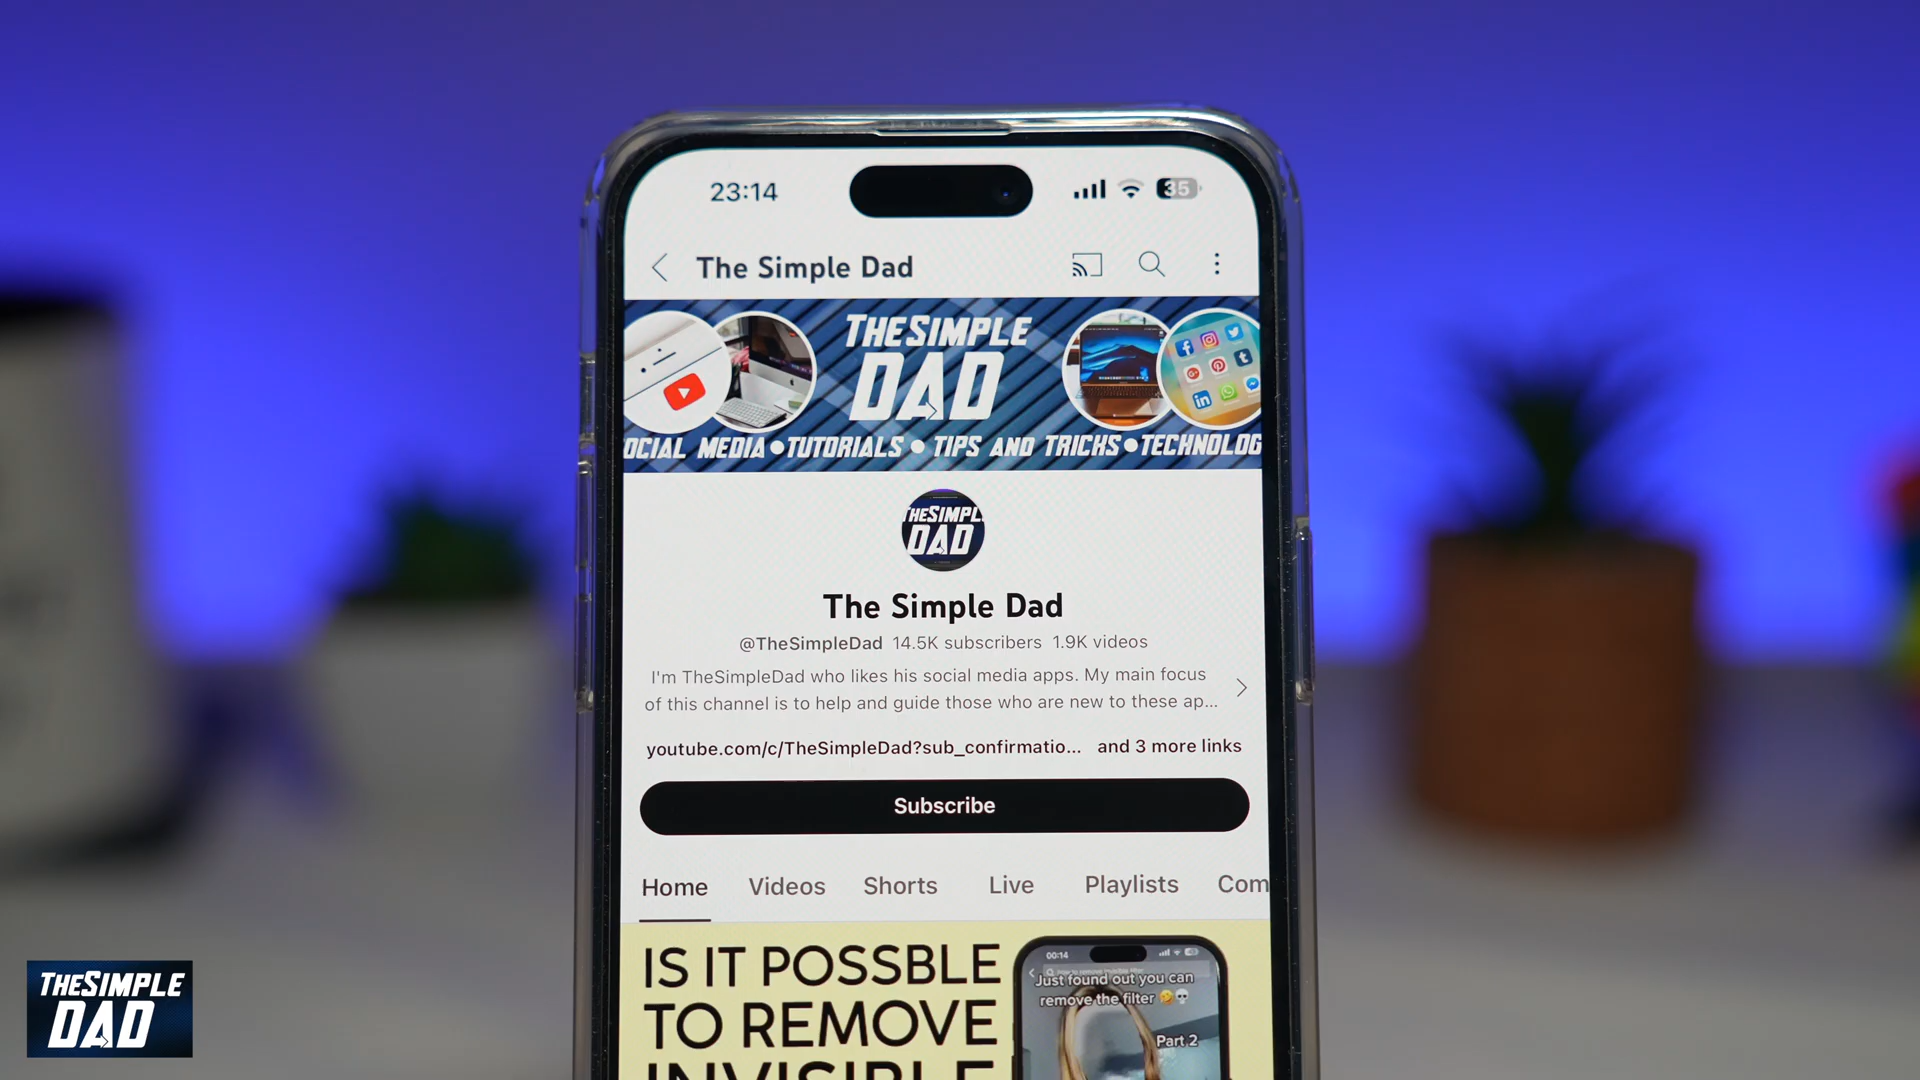 23:14
35
The Simple Dad
THESIMPLE
DAD
OCIAL MEDIA • TUTORIALS • TIPS AND TRICKS • TECHNOLOG
THESIMPL
DAD
The Simple Dad
@TheSimpleDad 14.5K subscribers 1.9K videos
I'm TheSimpleDad who likes his social media apps. My main focus
of this channel is to help and guide those who are new to these ap...
youtube.com/c/TheSimpleDad?sub_confirmatio... and 3 more links
Subscribe
Home Videos Shorts Live Playlists Com
IS IT POSSBLE
TO REMOVE
INVISIBLE
00:14
Just found out you can
remove the filter 🤣💀
Part 2
THESIMPLE
DAD